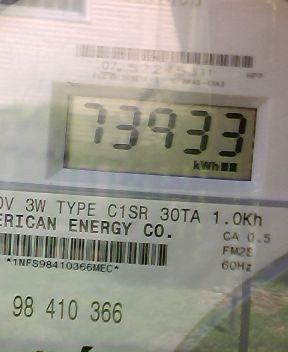 73933
kWh
0V 3W TYPE C1SR 30TA 1.0Kh
ERICAN ENERGY CO.
CA 0.5
*1NFS98410366MEC*
FM2S
60Hz
98 410 366